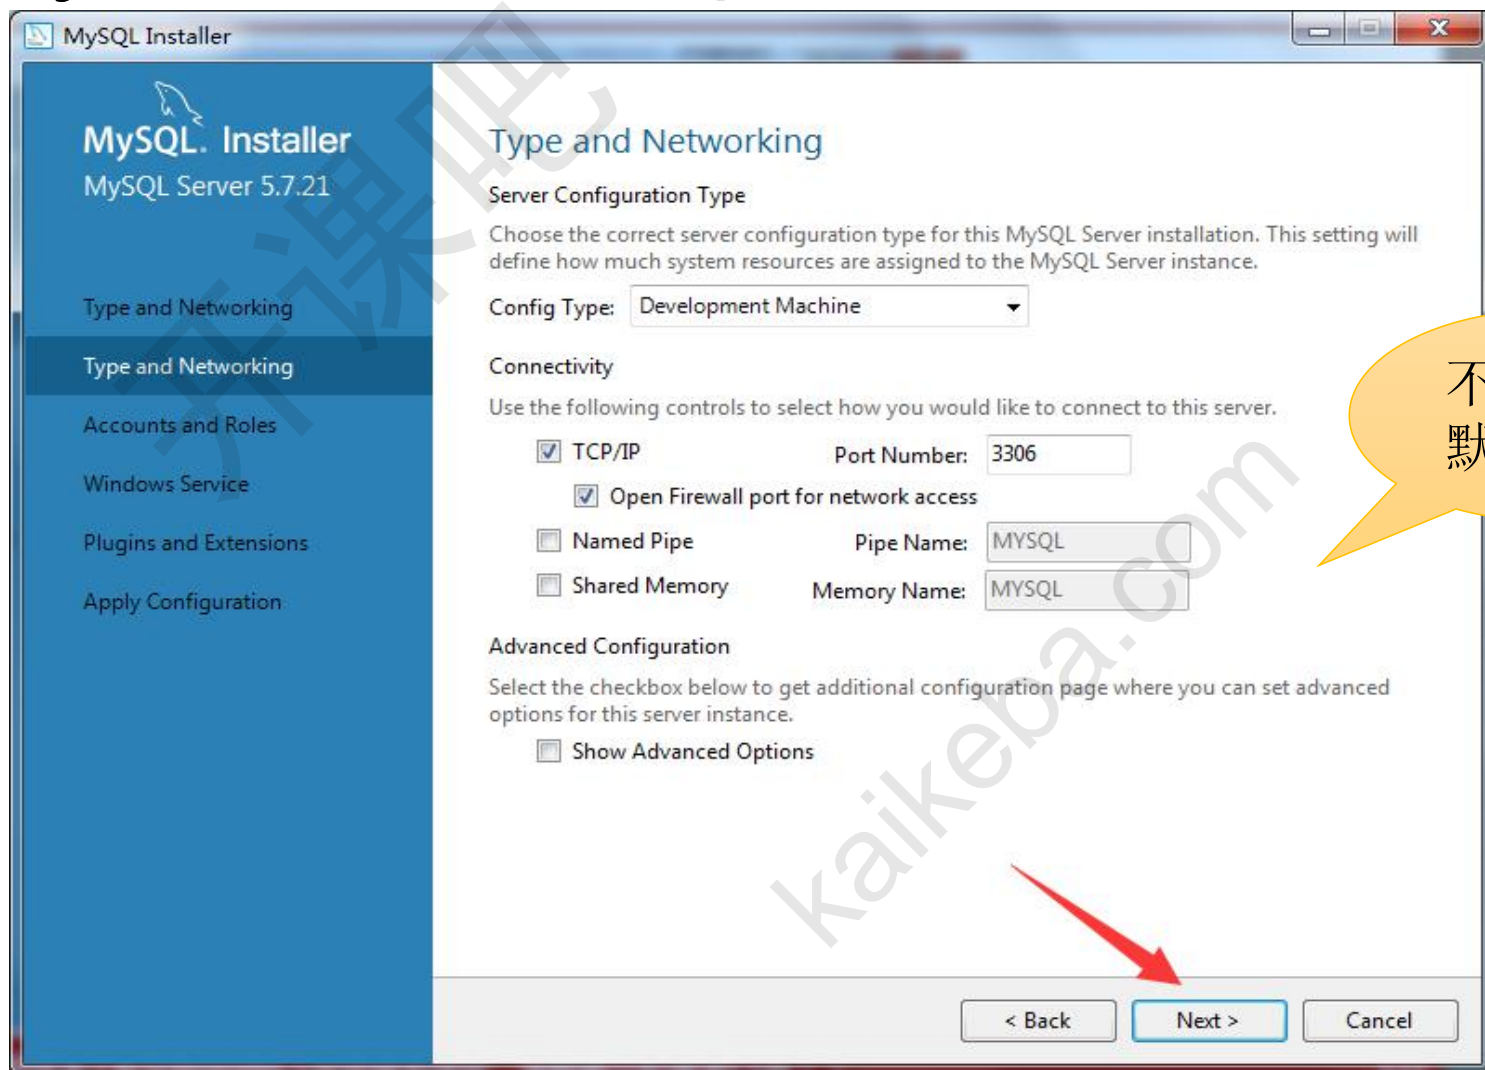 MySQL Installer
MySQL. Installer
MySQL Server 5.7.21
Type and Networking
Type and Networking
Accounts and Roles
Windows Service
Plugins and Extensions
Apply Configuration
Type and Networking
Server Configuration Type
Choose the correct server configuration type for this MySQL Server installation. This setting will
define how much system resources are assigned to the MySQL Server instance.
Config Type: Development Machine
Connectivity
Use the following controls to select how you would like to connect to this server.
TCP/IP Port Number: 3306
Open Firewall port for network access
Named Pipe Pipe Name: MYSQL
Shared Memory Memory Name: MYSQL
Advanced Configuration
Select the checkbox below to get additional configuration page where you can set advanced
options for this server instance.
Show Advanced Options
< Back Next > Cancel
不
默
开课吧
kaikeba.com